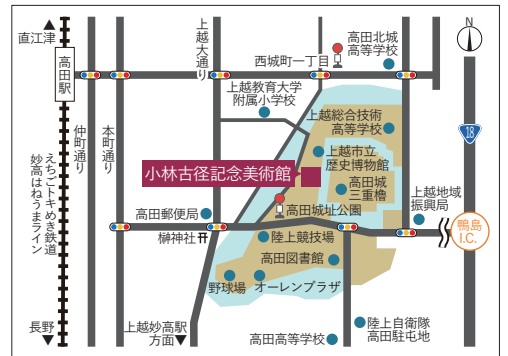 ▲
直江津
高田駅
仲町通り
本町通り
上越大通り
西城町一丁目
高田北城
高等学校
N
上越教育大学
附属小学校
上越総合技術
高等学校
18
上越市立
歴史博物館
小林古径記念美術館
高田城
三重櫓
えちごトキめき鉄道
妙高はねうまライン
高田郵便局
高田城址公園
上越地域
振興局
榊神社
陸上競技場
鴨島
I.C.
高田図書館
野球場
オーレンプラザ
長野
▼
上越妙高駅
方面▼
高田高等学校
陸上自衛隊
高田駐屯地